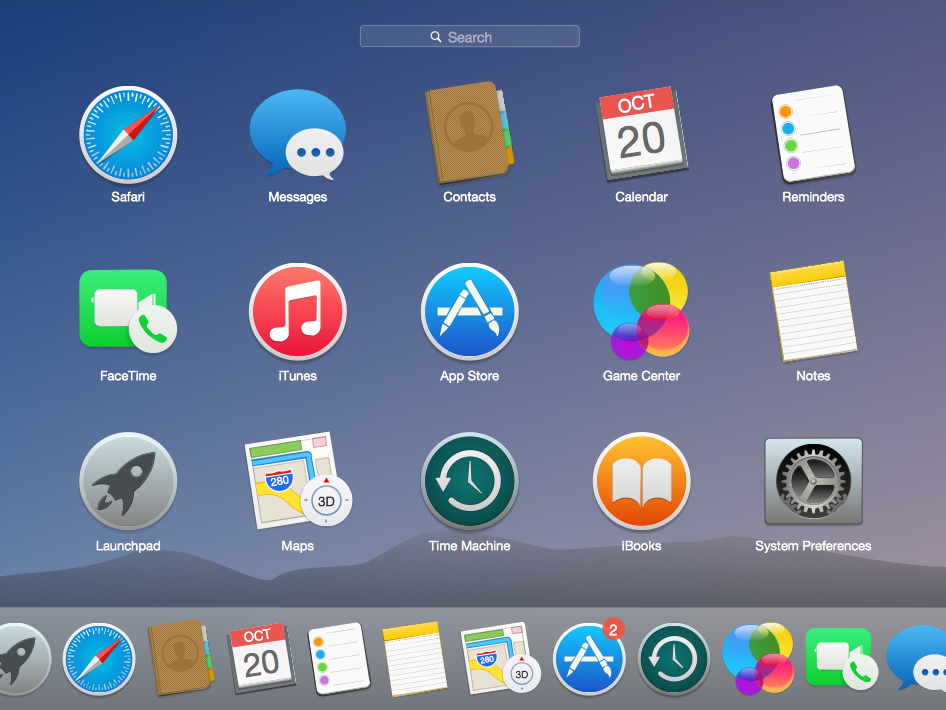 Search
OCT
20
Safari
Messages
Contacts
Calendar
Reminders
FaceTime
iTunes
App Store
Game Center
Notes
280
3D
Launchpad
Maps
Time Machine
iBooks
System Preferences
OCT
20
280
3D
2